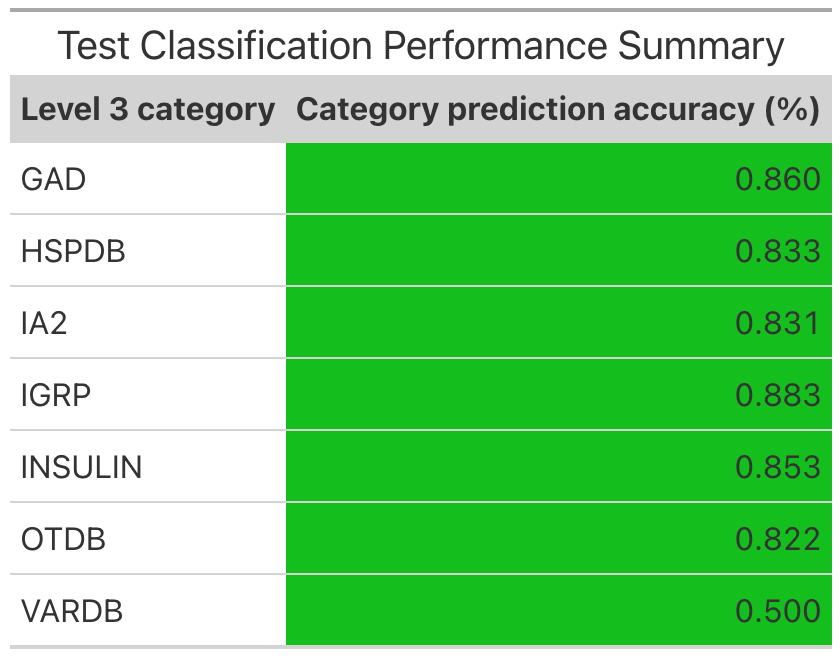 Test Classification Performance Summary
Level 3 category Category prediction accuracy (%)
GAD 0.860
HSPDB 0.833
IA2 0.831
IGRP 0.883
INSULIN 0.853
OTDB 0.822
VARDB 0.500